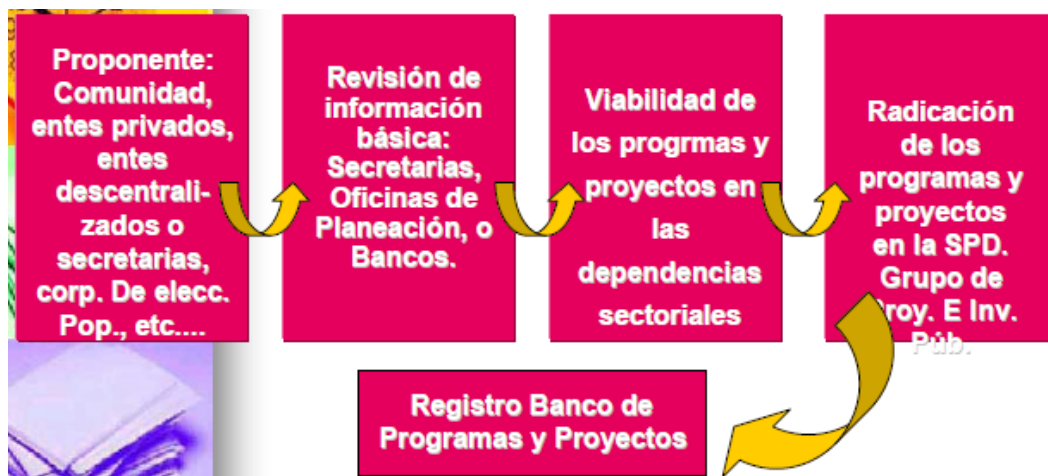 Proponente:
Comunidad,
entes privados,
entes
descentrali-
zados o
secretarias,
corp. De elecc.
Pop., etc....
Revisión de
información
básica:
Secretarias,
Oficinas de
Planeación, o
Bancos.
Viabilidad de
los progrmas y
proyectos en
las
dependencias
sectoriales
Radicación
de los
programas y
proyectos
en la SPD.
Grupo de
Proy. E Inv.
Púb.
Registro Banco de
Programas y Proyectos